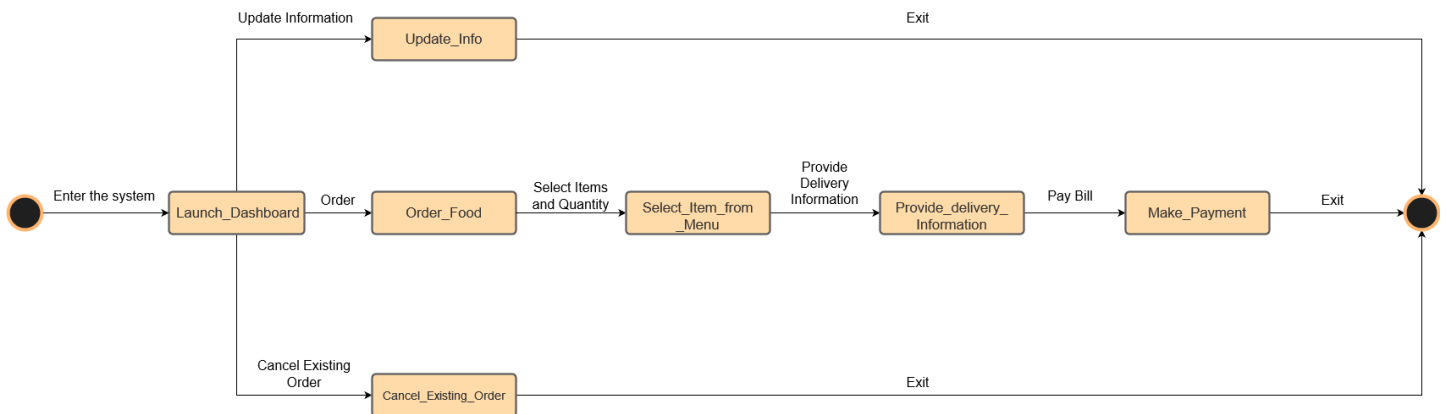 Update Information
Update_Info
Exit
Enter the system
Launch_Dashboard
Order
Order_Food
Select Items
and Quantity
Select_Item_from
_Menu
Provide
Delivery
Information
Provide_delivery_
Information
Pay Bill
Make_Payment
Exit
Cancel Existing
Order
Cancel_Existing_Order
Exit